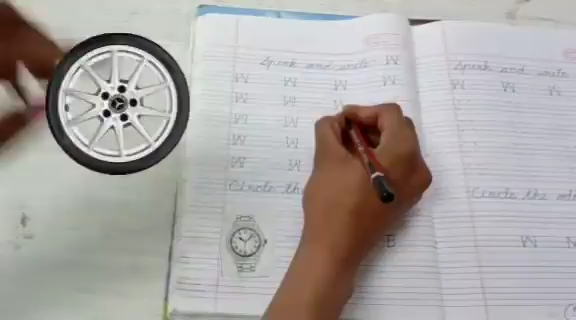 Speak and write W
W W W W
W W W
W W
W W
W W
Circle the
B
Speak and write
W W W
Circle the
W